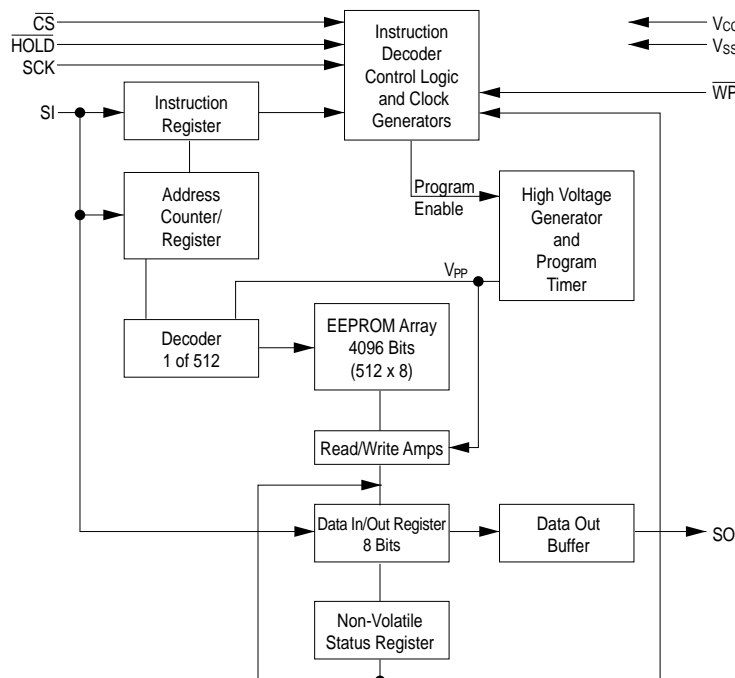 CS
HOLD
SCK
SI
Instruction
Register
Instruction
Decoder
Control Logic
and Clock
Generators
VCC
VSS
WP
Address
Counter/
Register
Program
Enable
High Voltage
Generator
and
Program
Timer
VPP
Decoder
1 of 512
EEPROM Array
4096 Bits
(512 x 8)
Read/Write Amps
Data In/Out Register
8 Bits
Data Out
Buffer
SO
Non-Volatile
Status Register